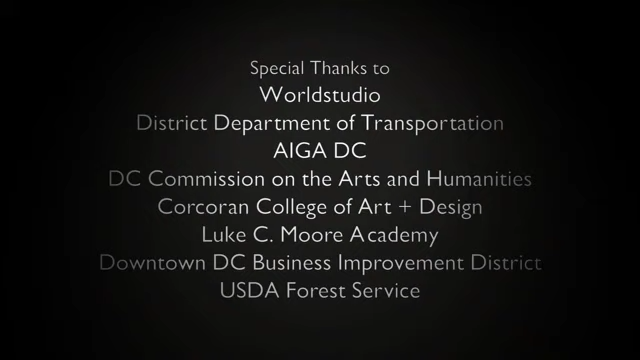 Special Thanks to
Worldstudio
District Department of Transportation
AIGA DC
DC Commission on the Arts and Humanities
Corcoran College of Art + Design
Luke C. Moore Academy
Downtown DC Business Improvement District
USDA Forest Service